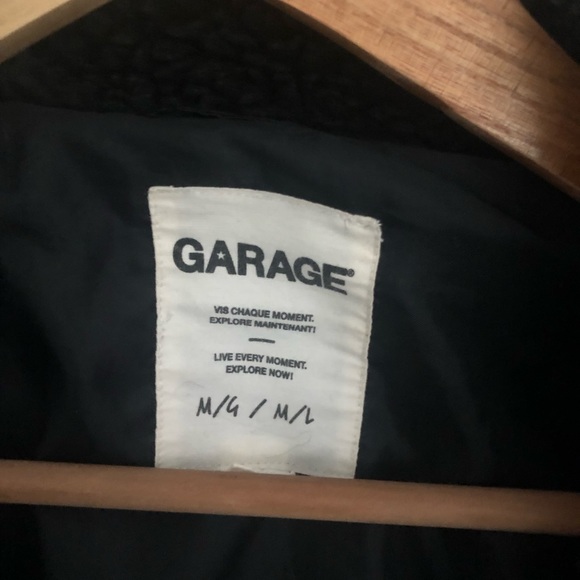 GARAGE®
VIS CHAQUE MOMENT.
EXPLORE MAINTENANT!
LIVE EVERY MOMENT.
EXPLORE NOW!
M/G / M/L